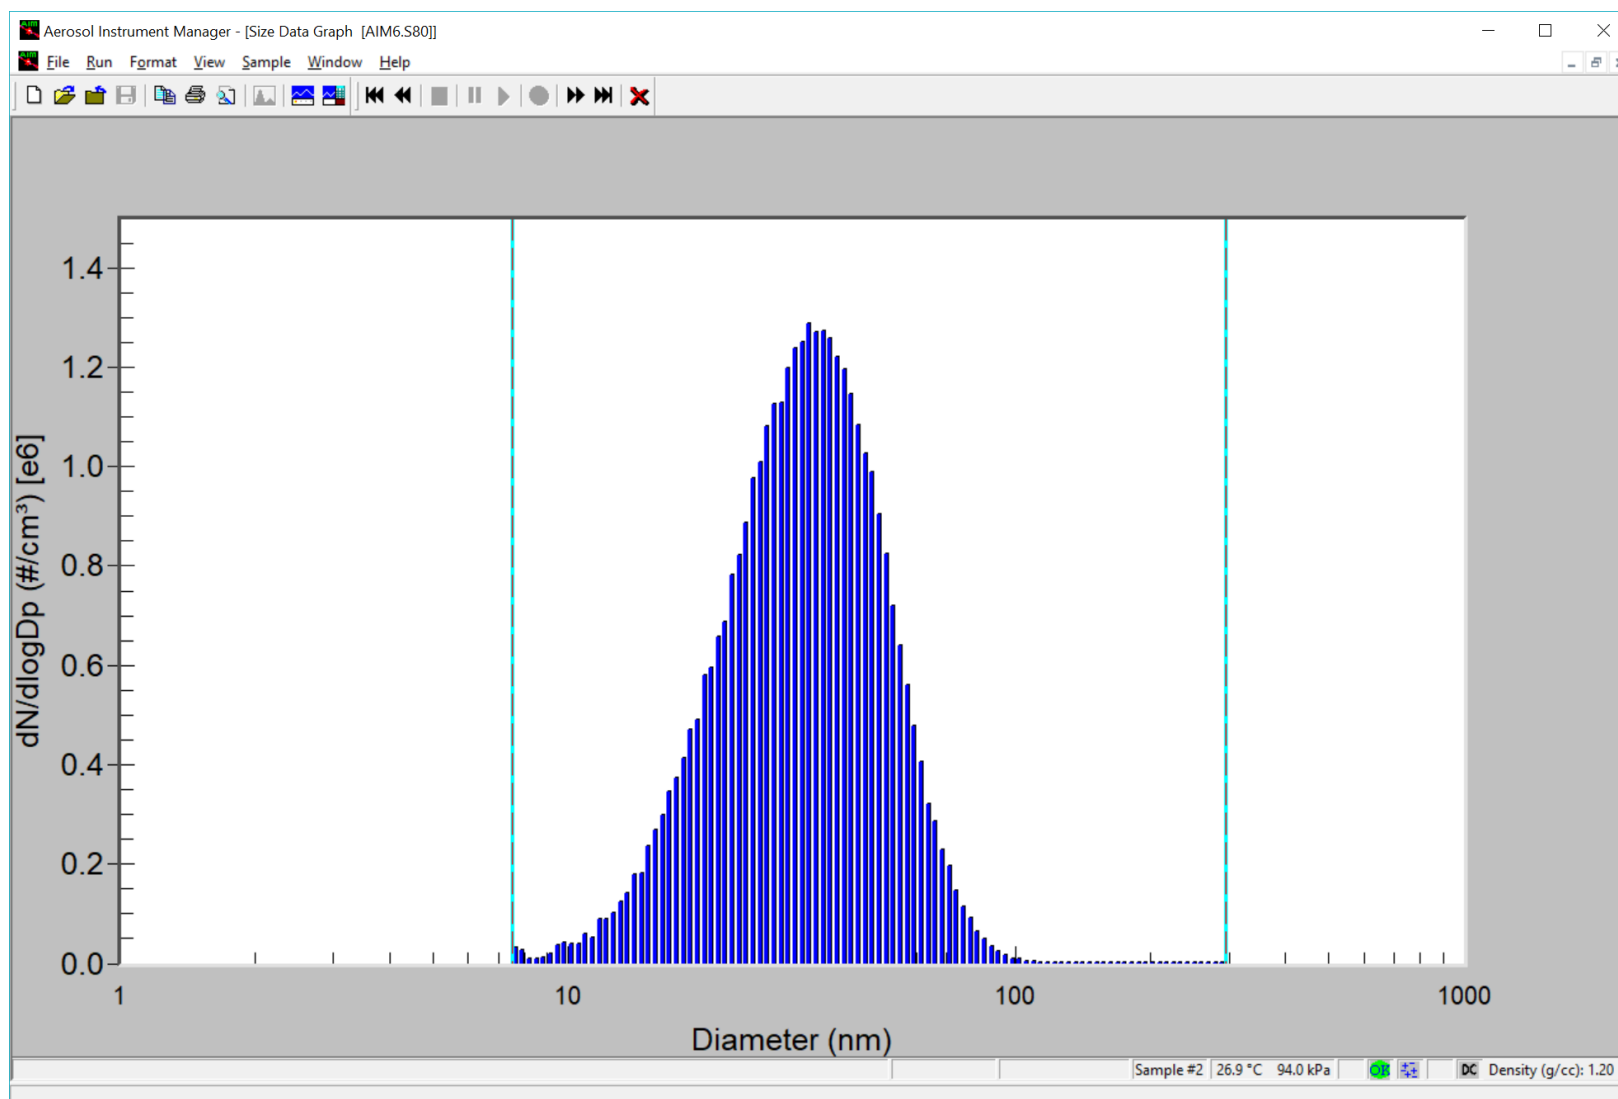 Aerosol Instrument Manager - [Size Data Graph [AIM6.S80]]
File Run Format View Sample Window Help
1.4
1.2
1.0
0.8
0.6
0.4
0.2
0.0
dN/dlogDp (#/cm³) [e6]
1 10 100 1000
Diameter (nm)
Sample #2 26.9 °C 94.0 kPa OK DC Density (g/cc): 1.20